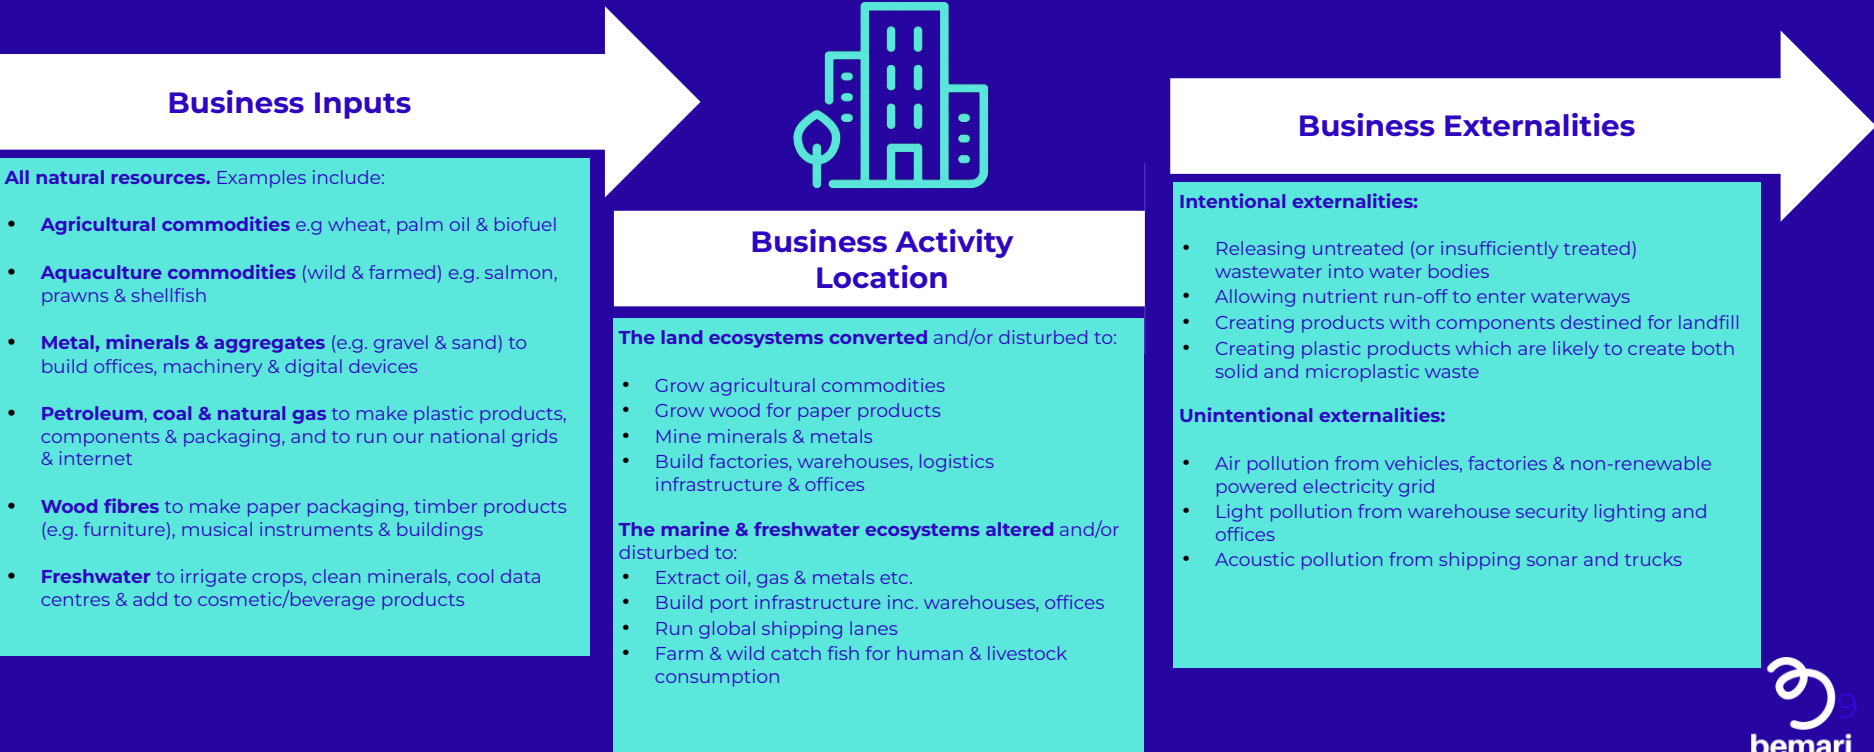 Business Inputs
All natural resources. Examples include:
• Agricultural commodities e.g wheat, palm oil & biofuel
• Aquaculture commodities (wild & farmed) e.g. salmon,
prawns & shellfish
• Metal, minerals & aggregates (e.g. gravel & sand) to
build offices, machinery & digital devices
• Petroleum, coal & natural gas to make plastic products,
components & packaging, and to run our national grids
& internet
• Wood fibres to make paper packaging, timber products
(e.g. furniture), musical instruments & buildings
• Freshwater to irrigate crops, clean minerals, cool data
centres & add to cosmetic/beverage products
Business Activity
Location
The land ecosystems converted and/or disturbed to:
• Grow agricultural commodities
• Grow wood for paper products
• Mine minerals & metals
• Build factories, warehouses, logistics
infrastructure & offices
The marine & freshwater ecosystems altered and/or
disturbed to:
• Extract oil, gas & metals etc.
• Build port infrastructure inc. warehouses, offices
• Run global shipping lanes
• Farm & wild catch fish for human & livestock
consumption
Business Externalities
Intentional externalities:
• Releasing untreated (or insufficiently treated)
wastewater into water bodies
• Allowing nutrient run-off to enter waterways
• Creating products with components destined for landfill
• Creating plastic products which are likely to create both
solid and microplastic waste
Unintentional externalities:
• Air pollution from vehicles, factories & non-renewable
powered electricity grid
• Light pollution from warehouse security lighting and
offices
• Acoustic pollution from shipping sonar and trucks
9
bemari